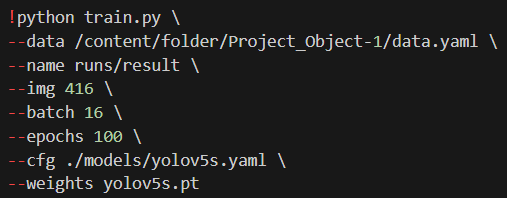 !python train.py \
--data /content/folder/Project_Object-1/data.yaml \
--name runs/result \
--img 416 \
--batch 16 \
--epochs 100 \
--cfg ./models/yolov5s.yaml \
--weights yolov5s.pt